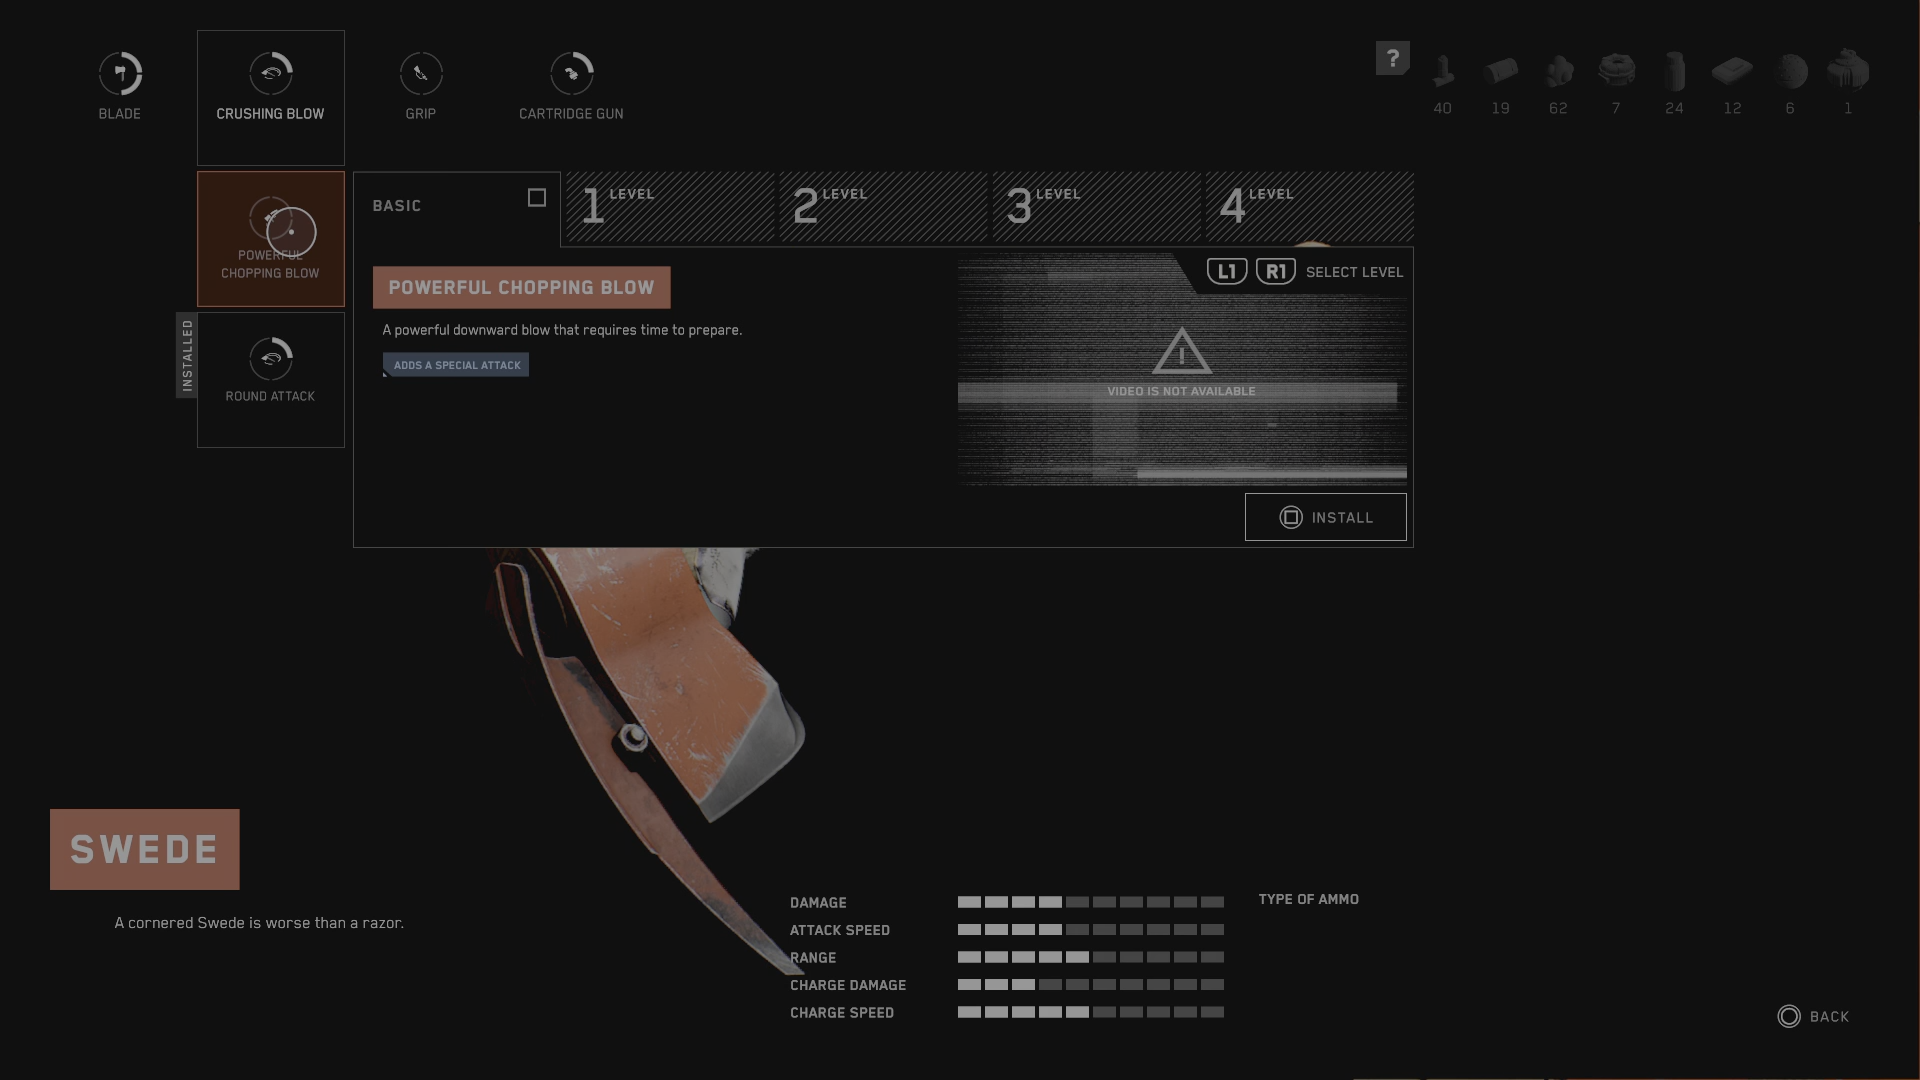 BLADE
CRUSHING BLOW
GRIP
CARTRIDGE GUN
?
40 19 62 7 24 12 6 1
POWERFUL
CHOPPING BLOW
INSTALLED
ROUND ATTACK
BASIC
1 LEVEL
2 LEVEL
3 LEVEL
4 LEVEL
POWERFUL CHOPPING BLOW
A powerful downward blow that requires time to prepare.
ADDS A SPECIAL ATTACK
L1 R1 SELECT LEVEL
VIDEO IS NOT AVAILABLE
INSTALL
SWEDE
A cornered Swede is worse than a razor.
DAMAGE
ATTACK SPEED
RANGE
CHARGE DAMAGE
CHARGE SPEED
TYPE OF AMMO
BACK